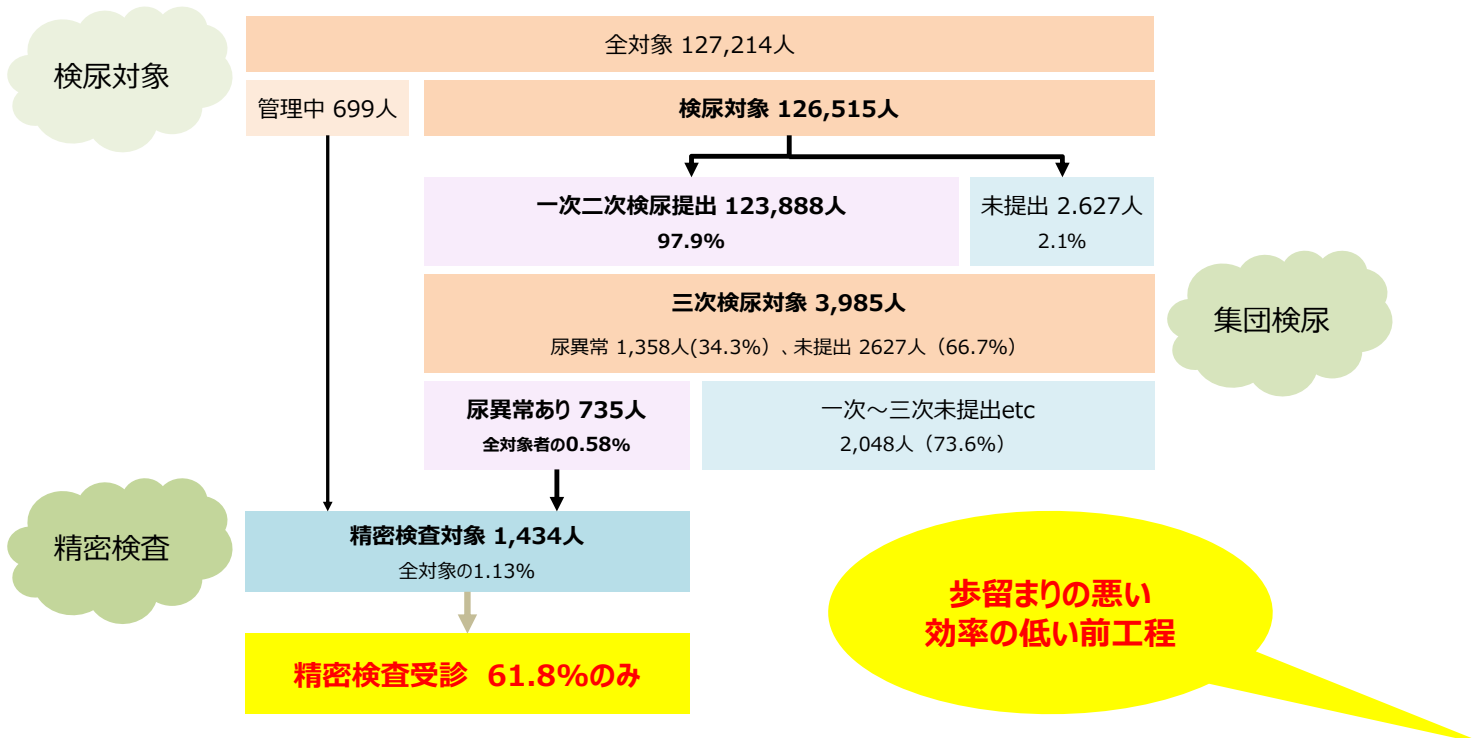 検尿対象
全対象 127,214人
管理中 699人
検尿対象 126,515人
一次二次検尿提出 123,888人
97.9%
未提出 2.627人
2.1%
三次検尿対象 3,985人
尿異常 1,358人(34.3%）、未提出 2627人（66.7%）
集団検尿
尿異常あり 735人
全対象者の0.58%
一次～三次未提出etc
2,048人（73.6%）
精密検査
精密検査対象 1,434人
全対象の1.13%
精密検査受診 61.8%のみ
歩留まりの悪い
効率の低い前工程